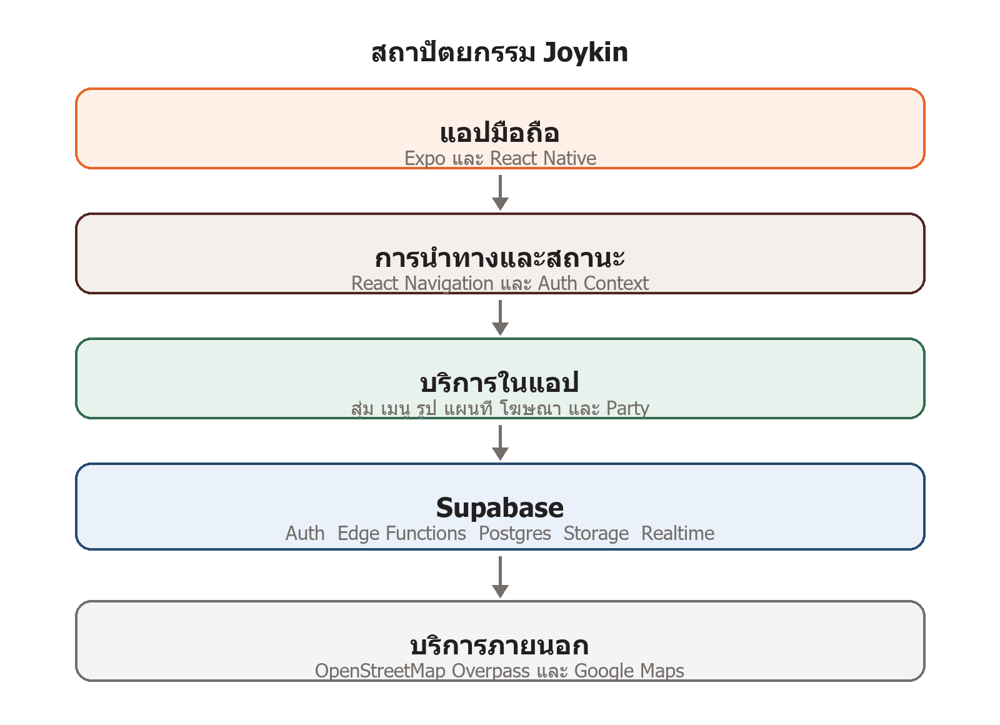 สถาปัตยกรรม Joykin
แอปมือถือ
Expo และ React Native
การนำทางและสถานะ
React Navigation และ Auth Context
บริการในแอป
สุ่ม เมนู รูป แผนที่ โฆษณา และ Party
Supabase
Auth Edge Functions Postgres Storage Realtime
บริการภายนอก
OpenStreetMap Overpass และ Google Maps